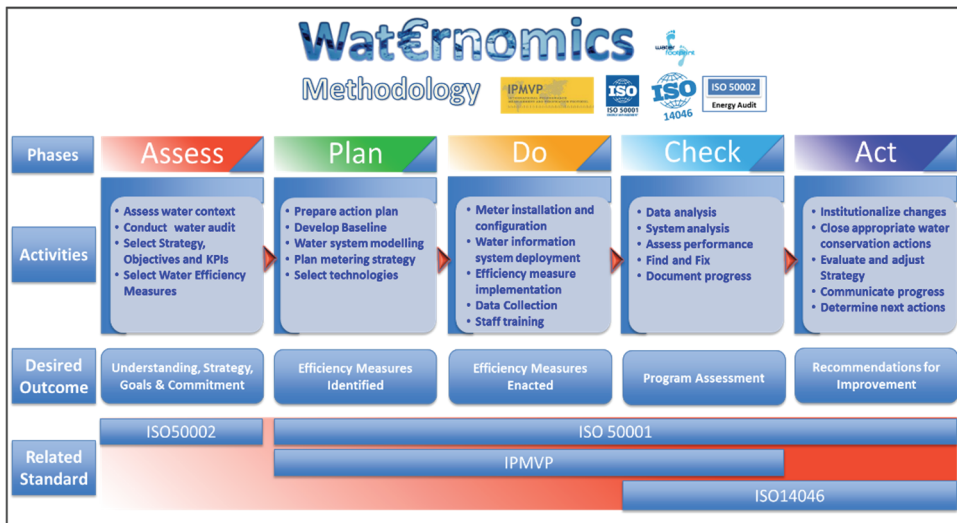 Wat€rnomics
Methodology
water
footprint
IPMVP
ISO
ISO 50001
ISO
14046
ISO 50002
Energy Audit
Phases
Assess
Plan
Do
Check
Act
Activities
• Assess water context
• Conduct water audit
• Select Strategy,
Objectives and KPIs
• Select Water Efficiency
Measures
• Prepare action plan
• Develop Baseline
• Water system modelling
• Plan metering strategy
• Select technologies
• Meter installation and
configuration
• Water information
system deployment
• Efficiency measure
implementation
• Data Collection
• Staff training
• Data analysis
• System analysis
• Assess performance
• Find and Fix
• Document progress
• Institutionalize changes
• Close appropriate water
conservation actions
• Evaluate and adjust
Strategy
• Communicate progress
• Determine next actions
Desired
Outcome
Understanding, Strategy,
Goals & Commitment
Efficiency Measures
Identified
Efficiency Measures
Enacted
Program Assessment
Recommendations for
Improvement
Related
Standard
ISO50002
ISO 50001
IPMVP
ISO14046